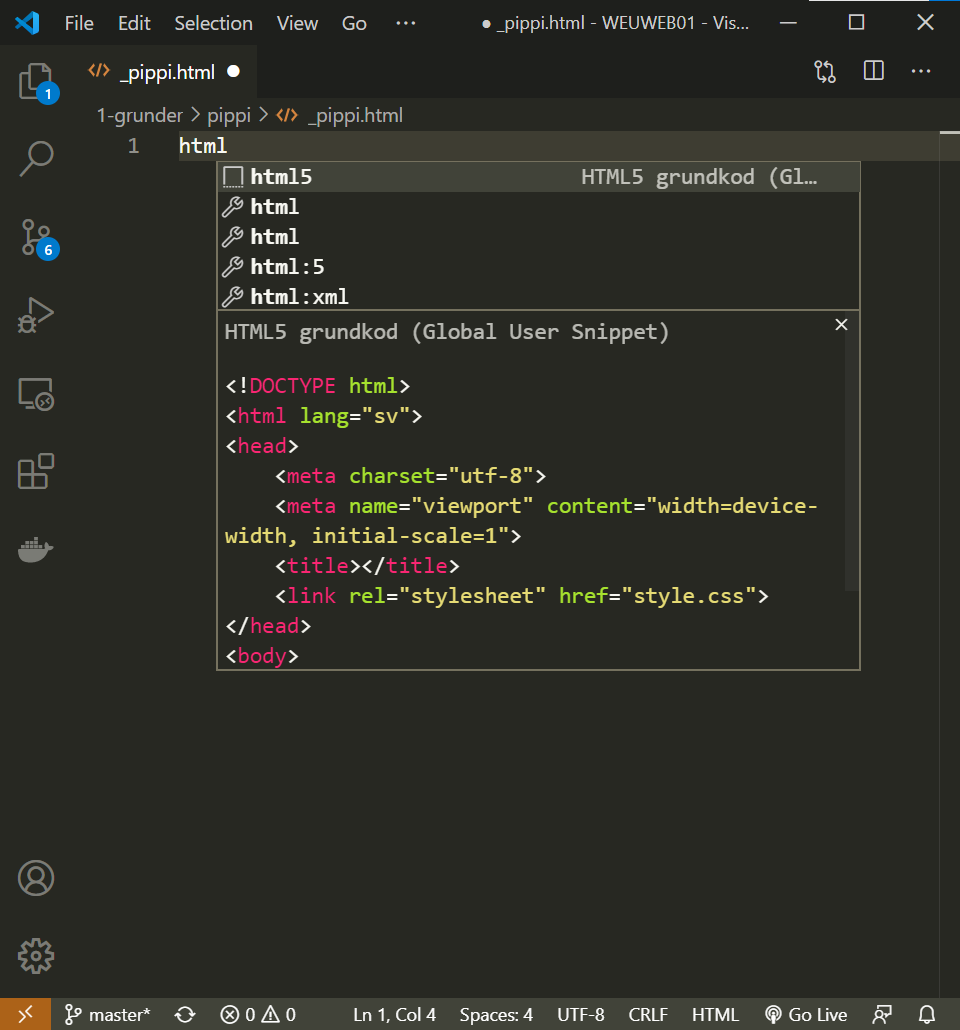 File Edit Selection View Go ··· ● _pippi.html - WEUWEB01 - Vis...
_pippi.html ●
1
1-grunder > pippi > _pippi.html
1 html
html5 HTML5 grundkod (Gl…
html
6
html
html:5
html:xml
HTML5 grundkod (Global User Snippet)
<!DOCTYPE html>
<html lang="sv">
<head>
<meta charset="utf-8">
<meta name="viewport" content="width=device-
width, initial-scale=1">
<title></title>
<link rel="stylesheet" href="style.css">
</head>
<body>
master* 0 0 Ln 1, Col 4 Spaces: 4 UTF-8 CRLF HTML Go Live